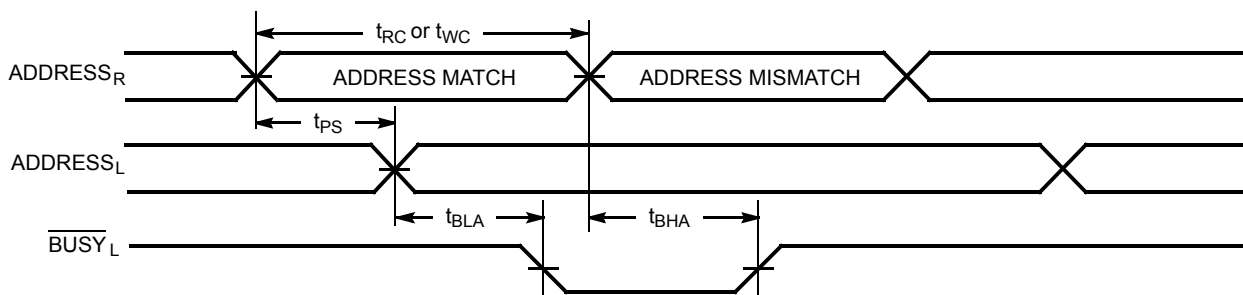 tRC or tWC
ADDRESSR
ADDRESS MATCH
ADDRESS MISMATCH
tPS
ADDRESSL
tBLA
tBHA
BUSYL